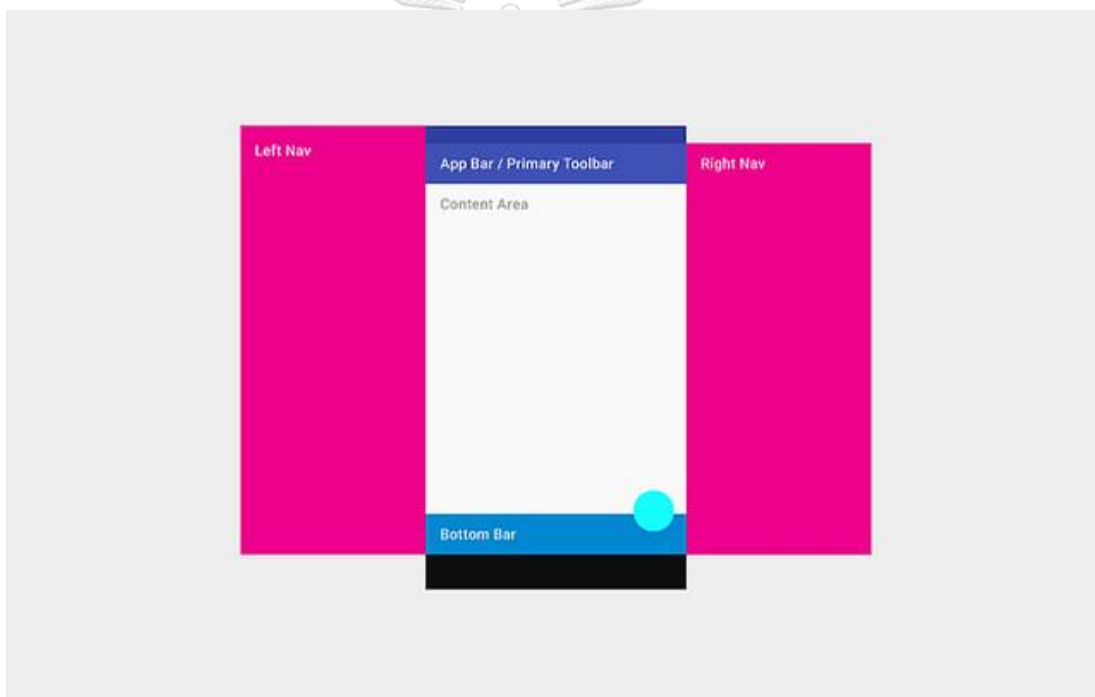 Left Nav
App Bar / Primary Toolbar
Right Nav
Content Area
Bottom Bar